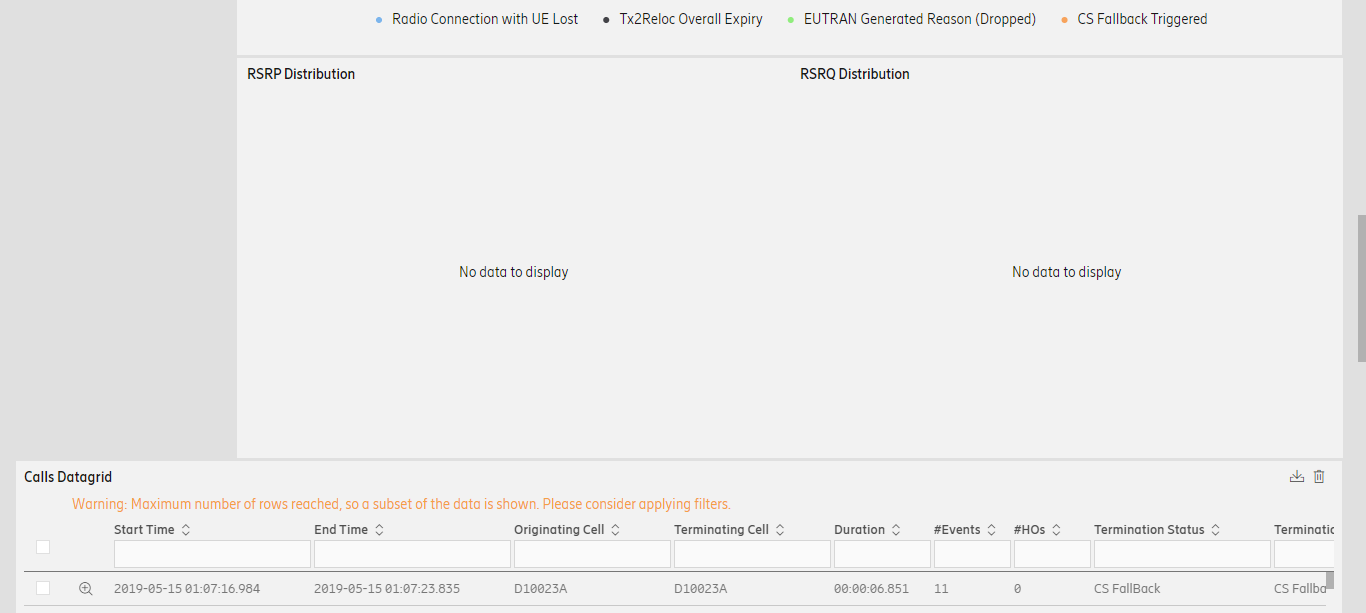 Radio Connection with UE Lost Tx2Reloc Overall Expiry EUTRAN Generated Reason (Dropped) CS Fallback Triggered
RSRP Distribution RSRQ Distribution
No data to display No data to display
Calls Datagrid
Warning: Maximum number of rows reached, so a subset of the data is shown. Please consider applying filters.
Start Time End Time Originating Cell Terminating Cell Duration #Events #HOs Termination Status Terminatio
2019-05-15 01:07:16.984 2019-05-15 01:07:23.835 D10023A D10023A 00:00:06.851 11 0 CS FallBack CS Fallba